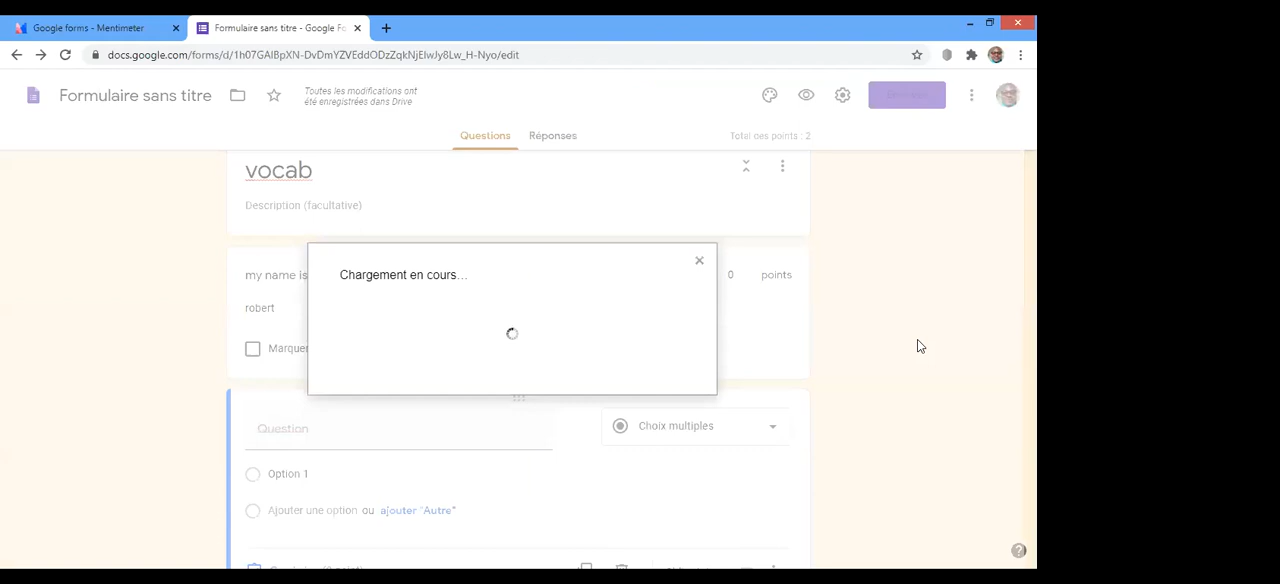 Google forms - Mentimeter
Formulaire sans titre - Google Fo
docs.google.com/forms/d/1h07GAIBpXN-DvDmYZVEddODzZqkNjEIwJy8Lw_H-Nyo/edit
Formulaire sans titre
Toutes les modifications ont
été enregistrées dans Drive
Questions
Réponses
Total des points : 2
vocab
Description (facultative)
Chargement en cours...
my name is
0
points
robert
Marquer
Question
Choix multiples
Option 1
Ajouter une option ou ajouter "Autre"